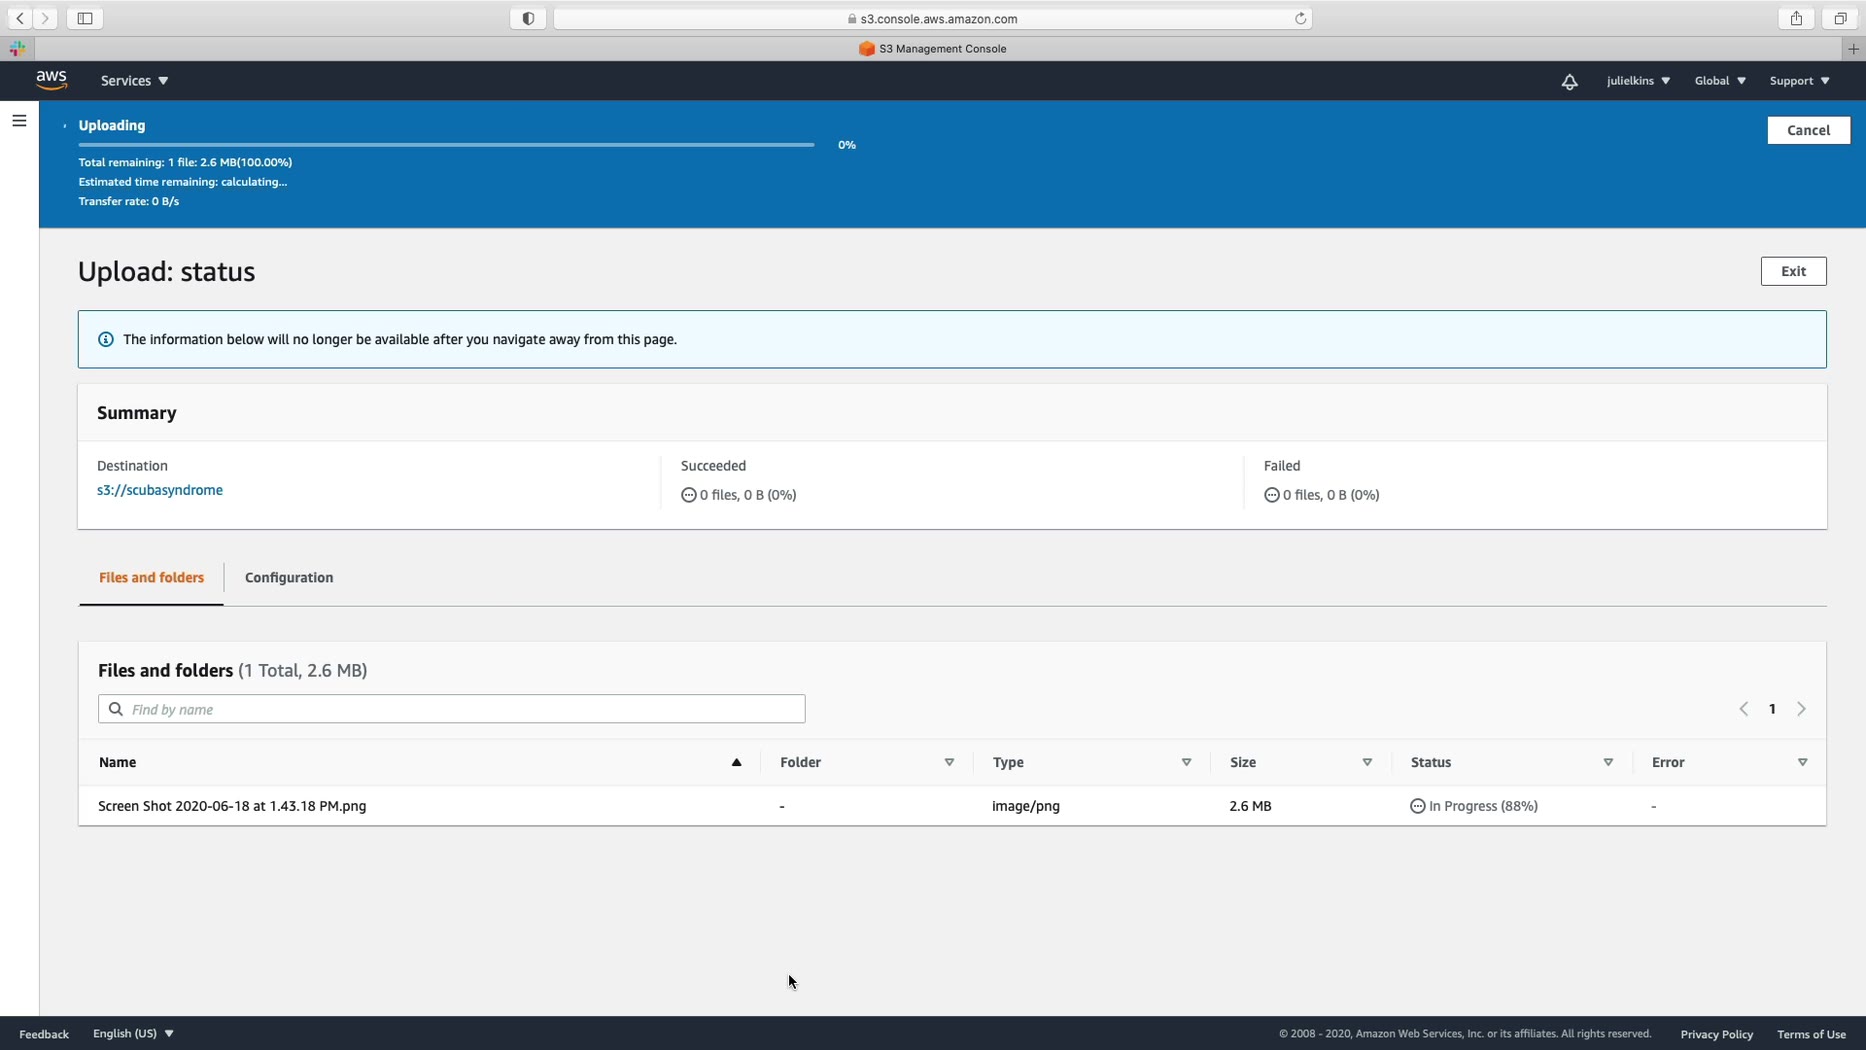 s3.console.aws.amazon.com
S3 Management Console
aws Services julielkins Global Support
Uploading
Cancel
0%
Total remaining: 1 file: 2.6 MB(100.00%)
Estimated time remaining: calculating...
Transfer rate: 0 B/s
Upload: status
Exit
The information below will no longer be available after you navigate away from this page.
Summary
Destination Succeeded Failed
s3://scubasyndrome 0 files, 0 B (0%) 0 files, 0 B (0%)
Files and folders Configuration
Files and folders (1 Total, 2.6 MB)
Find by name 1
Name Folder Type Size Status Error
Screen Shot 2020-06-18 at 1.43.18 PM.png - image/png 2.6 MB In Progress (88%) -
Feedback English (US) © 2008 - 2020, Amazon Web Services, Inc. or its affiliates. All rights reserved. Privacy Policy Terms of Use